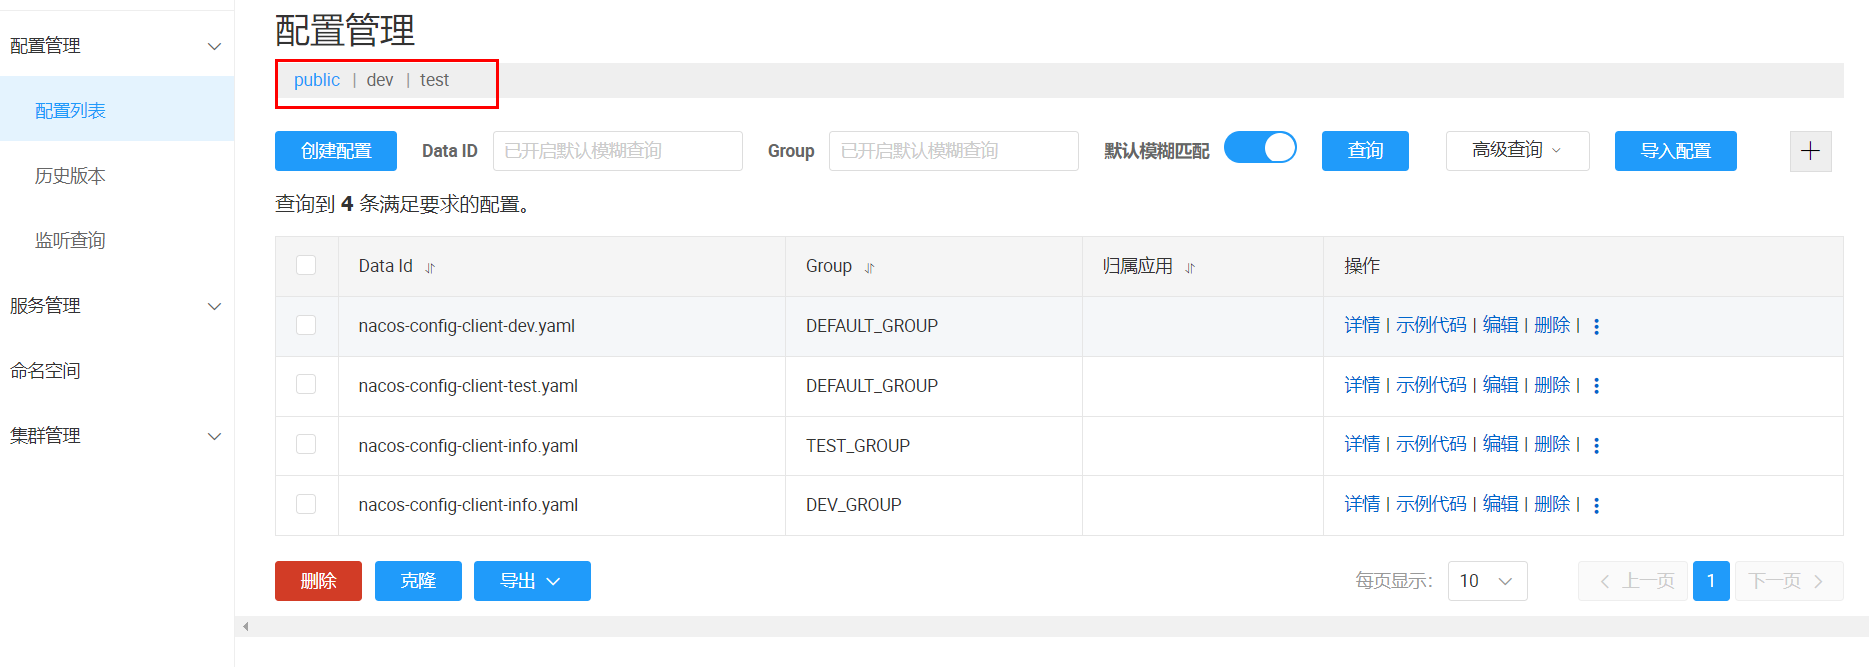 配置管理
配置列表
历史版本
监听查询
服务管理
命名空间
集群管理
配置管理
public | dev | test
创建配置 Data ID 已开启默认模糊查询 Group 已开启默认模糊查询 默认模糊匹配 查询 高级查询 导入配置
查询到 4 条满足要求的配置。
Data Id Group 归属应用 操作
nacos-config-client-dev.yaml DEFAULT_GROUP 详情 | 示例代码 | 编辑 | 删除 |
nacos-config-client-test.yaml DEFAULT_GROUP 详情 | 示例代码 | 编辑 | 删除 |
nacos-config-client-info.yaml TEST_GROUP 详情 | 示例代码 | 编辑 | 删除 |
nacos-config-client-info.yaml DEV_GROUP 详情 | 示例代码 | 编辑 | 删除 |
删除 克隆 导出 每页显示: 10 上一页 1 下一页